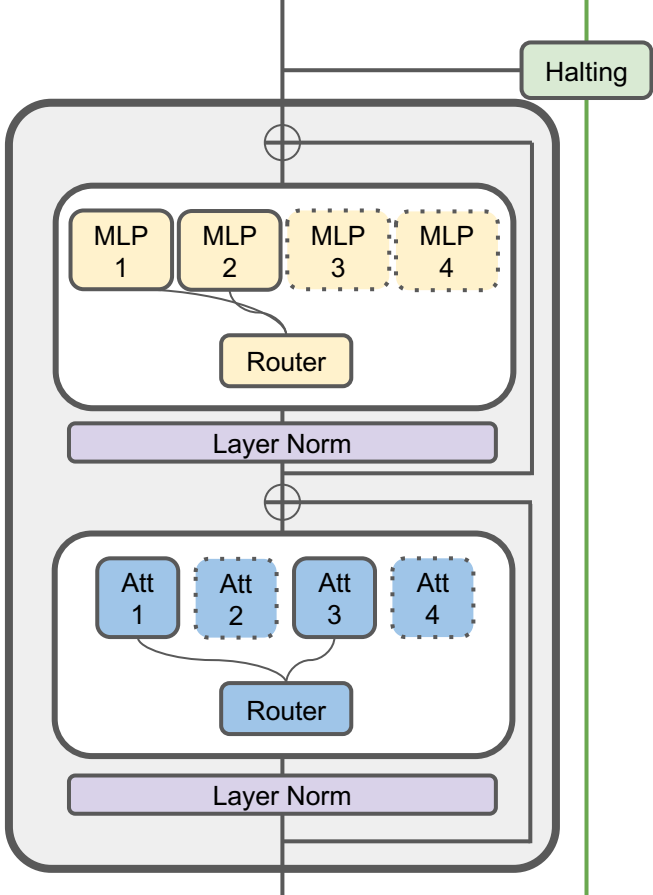 Halting
MLP
1
MLP
2
MLP
3
MLP
4
Router
Layer Norm
Att
1
Att
2
Att
3
Att
4
Router
Layer Norm